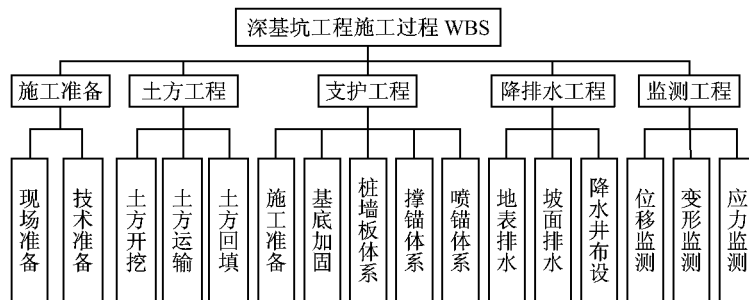 深基坑工程施工过程 WBS
施工准备
土方工程
支护工程
降排水工程
监测工程
现场准备
技术准备
土方开挖
土方运输
土方回填
施工准备
基底加固
桩墙板体系
撑锚体系
喷锚体系
地表排水
坡面排水
降水井布设
位移监测
变形监测
应力监测